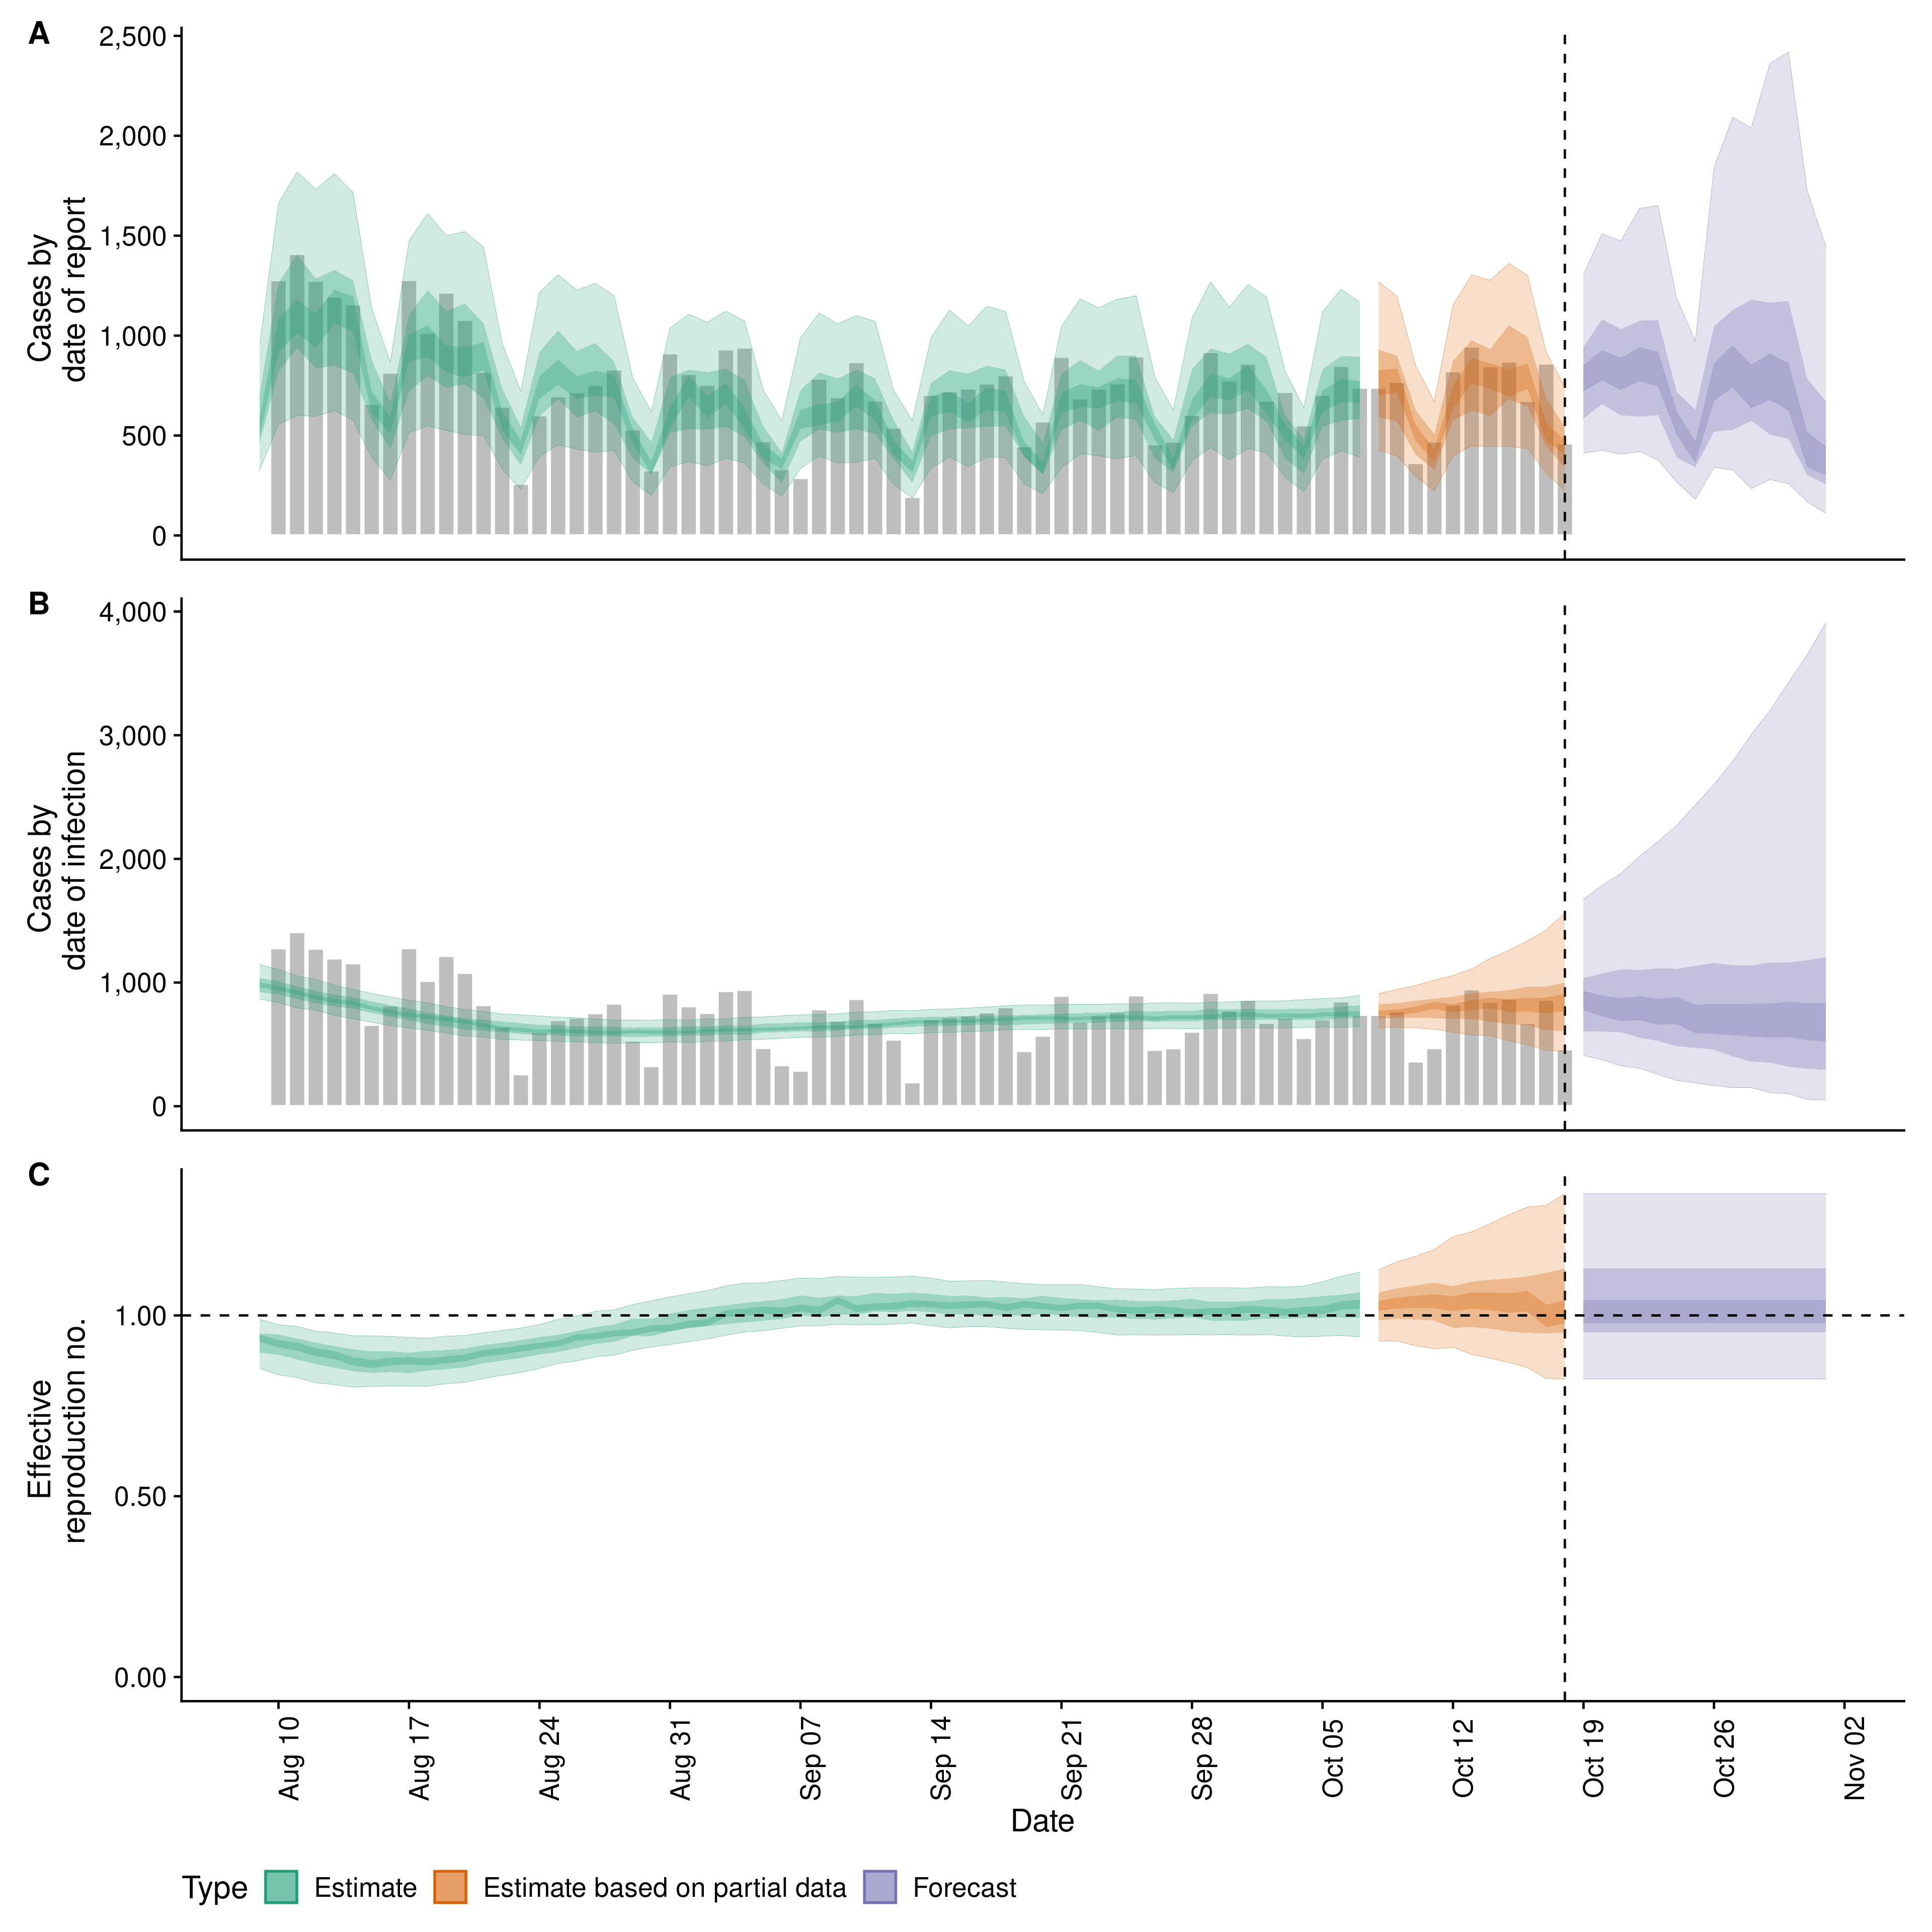 A
Cases by
date of report
2,500
2,000
1,500
1,000
500
0
B
Cases by
date of infection
4,000
3,000
2,000
1,000
0
C
Effective
reproduction no.
1.00
0.50
0.00
Aug 10
Aug 17
Aug 24
Aug 31
Sep 07
Sep 14
Sep 21
Sep 28
Oct 05
Oct 12
Oct 19
Oct 26
Nov 02
Date
Type Estimate Estimate based on partial data Forecast